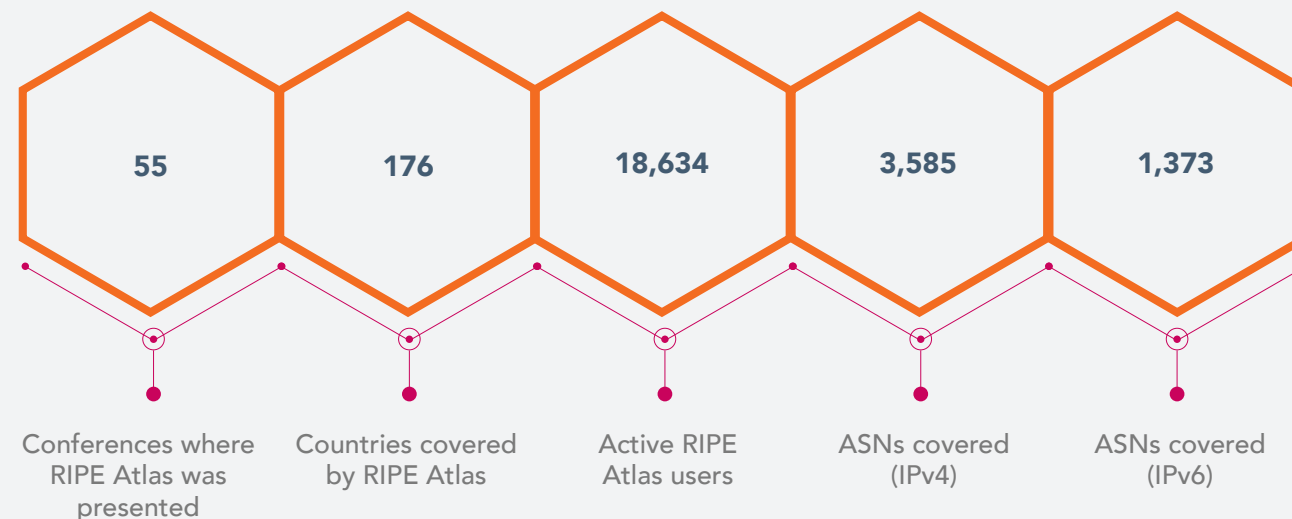 55
176
18,634
3,585
1,373
Conferences where
RIPE Atlas was
presented
Countries covered
by RIPE Atlas
Active RIPE
Atlas users
ASNs covered
(IPv4)
ASNs covered
(IPv6)